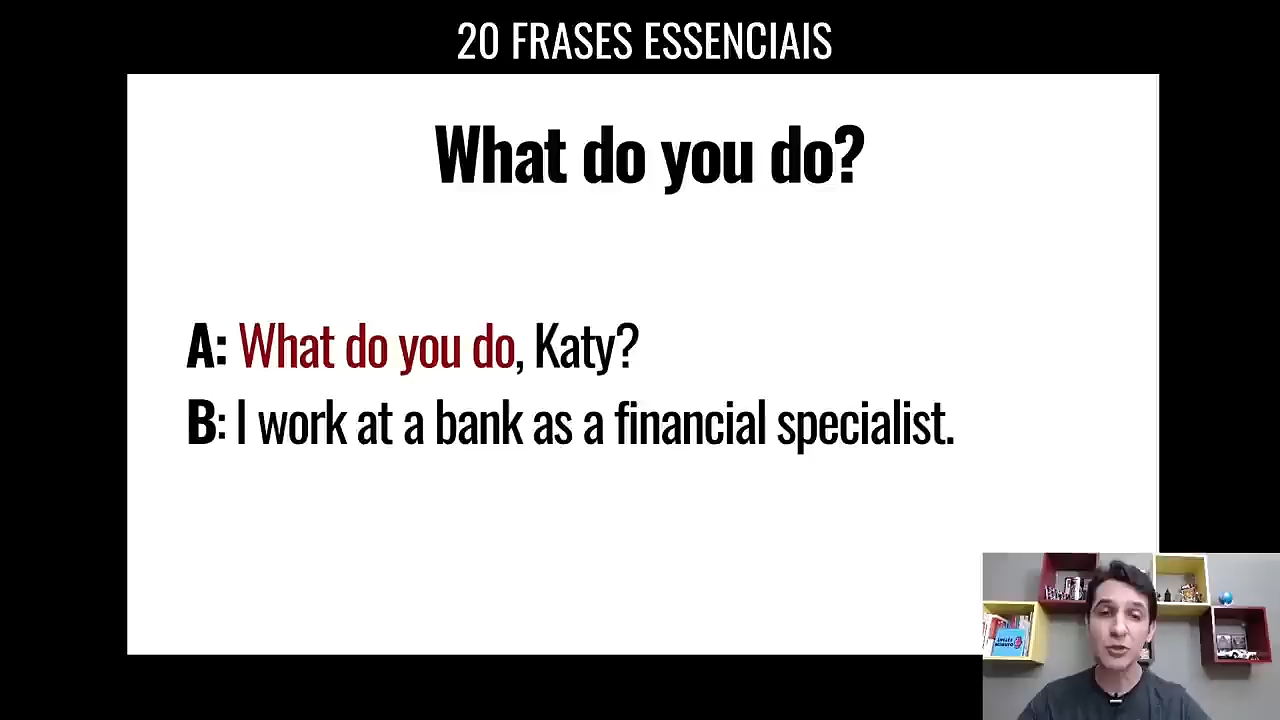 20 FRASES ESSENCIAIS
What do you do?
A: What do you do, Katy?
B: I work at a bank as a financial specialist.